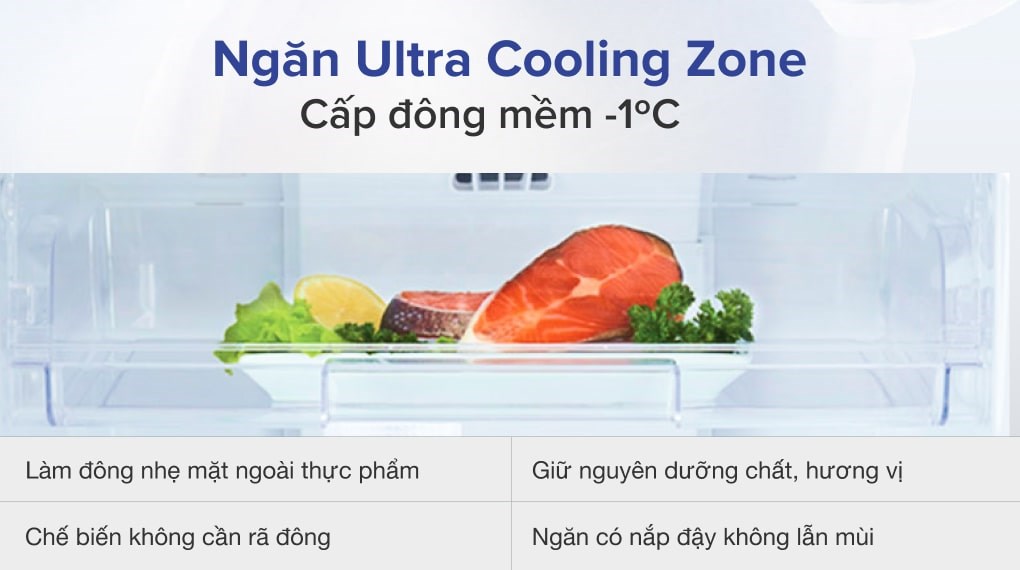 Ngăn Ultra Cooling Zone
Cấp đông mềm -1ºC
Làm đông nhẹ mặt ngoài thực phẩm
Giữ nguyên dưỡng chất, hương vị
Chế biến không cần rã đông
Ngăn có nắp đậy không lẫn mùi